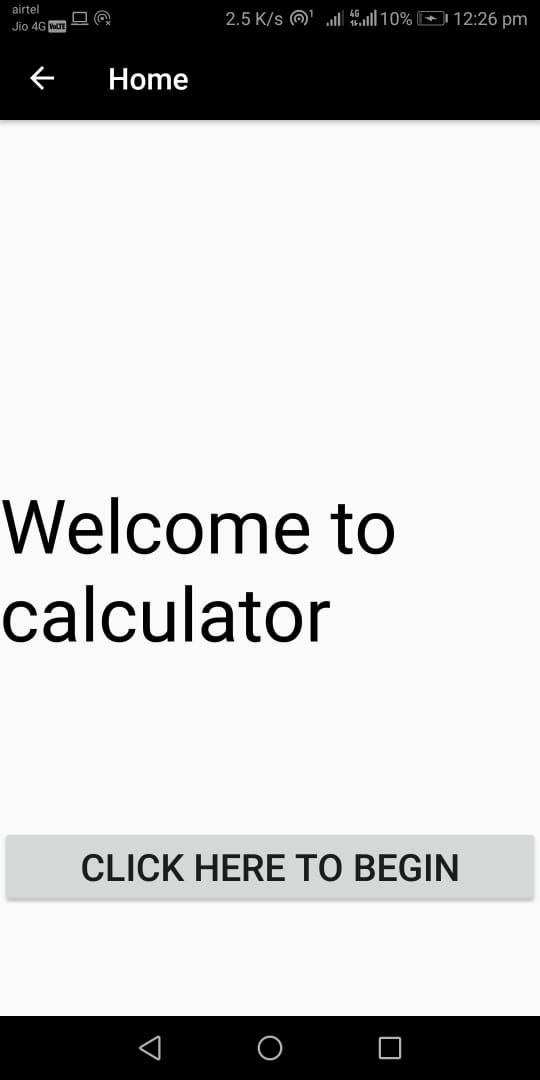 airtel
2.5 K/s 1 4G 10% 12:26 pm
Jio 4G VoLTE
Home
Welcome to
calculator
CLICK HERE TO BEGIN